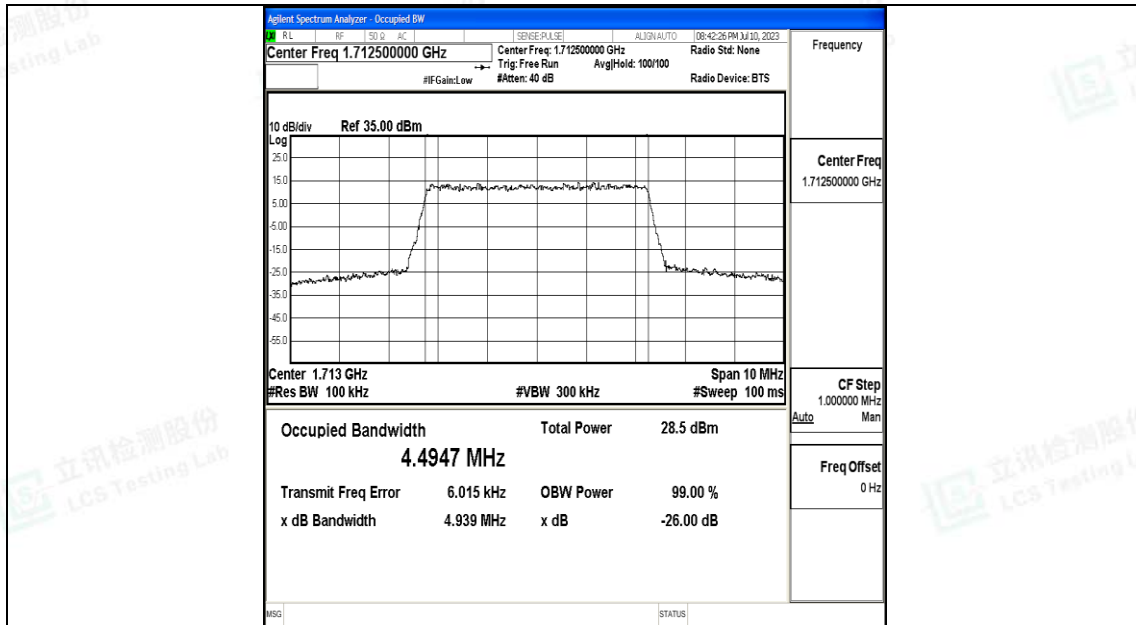 Agilent Spectrum Analyzer - Occupied BW
LXI RL RF 50 Ω AC SENSE:PULSE ALIGN AUTO 08:42:26 PM Jul 10, 2023
Center Freq 1.712500000 GHz
Center Freq: 1.712500000 GHz Radio Std: None
Trig: Free Run Avg|Hold: 100/100
#IFGain:Low #Atten: 40 dB Radio Device: BTS
10 dB/div Ref 35.00 dBm
Log
25.0
15.0
5.00
-5.00
-15.0
-25.0
-35.0
-45.0
-55.0
Center 1.713 GHz Span 10 MHz
#Res BW 100 kHz #VBW 300 kHz #Sweep 100 ms
Occupied Bandwidth Total Power 28.5 dBm
4.4947 MHz
Transmit Freq Error 6.015 kHz OBW Power 99.00 %
x dB Bandwidth 4.939 MHz x dB -26.00 dB
MSG STATUS
Frequency
Center Freq
1.712500000 GHz
CF Step
1.000000 MHz
Auto Man
Freq Offset
0 Hz
立讯检测股份
LCS Testing Lab
立讯检测股份
LCS Testing L